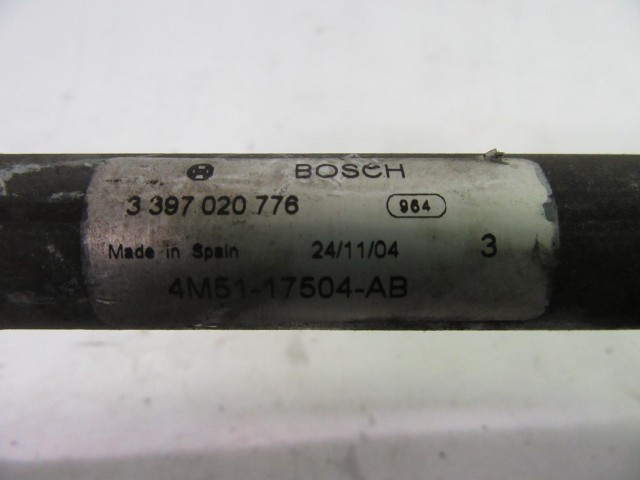 BOSCH
3 397 020 776 964
Made in Spain 24/11/04 3
4M51-17504-AB